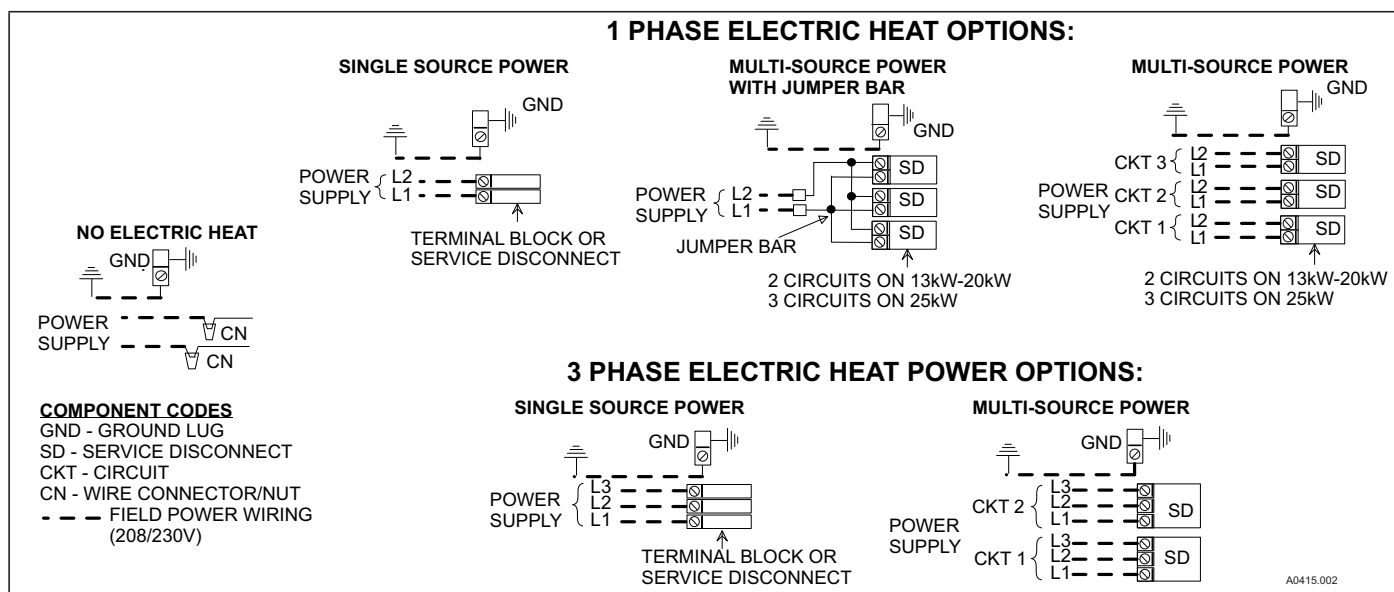 1 PHASE ELECTRIC HEAT OPTIONS:
SINGLE SOURCE POWER
GND
POWER
SUPPLY
L2
L1
TERMINAL BLOCK OR
SERVICE DISCONNECT
MULTI-SOURCE POWER
WITH JUMPER BAR
GND
POWER
SUPPLY
L2
L1
SD
SD
SD
JUMPER BAR
2 CIRCUITS ON 13kW-20kW
3 CIRCUITS ON 25kW
MULTI-SOURCE POWER
GND
POWER
SUPPLY
CKT 3
L2
L1
SD
CKT 2
L2
L1
SD
CKT 1
L2
L1
SD
2 CIRCUITS ON 13kW-20kW
3 CIRCUITS ON 25kW
NO ELECTRIC HEAT
GND
POWER
SUPPLY
CN
CN
COMPONENT CODES
GND - GROUND LUG
SD - SERVICE DISCONNECT
CKT - CIRCUIT
CN - WIRE CONNECTOR/NUT
FIELD POWER WIRING
(208/230V)
3 PHASE ELECTRIC HEAT POWER OPTIONS:
SINGLE SOURCE POWER
GND
POWER
SUPPLY
L3
L2
L1
TERMINAL BLOCK OR
SERVICE DISCONNECT
MULTI-SOURCE POWER
GND
POWER
SUPPLY
CKT 2
L3
L2
L1
SD
CKT 1
L3
L2
L1
SD
A0415.002